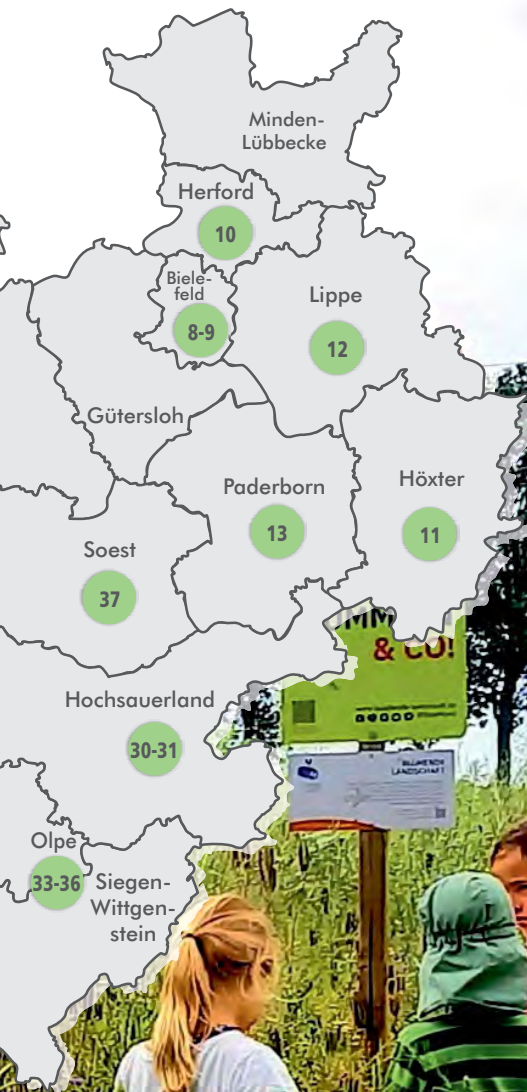 Minden-
Lübbecke
Herford
10
Biele-
feld
8-9
Lippe
12
Gütersloh
Paderborn
13
Höxter
11
Soest
37
& CO!
Hochsauerland
30-31
BLÜHENDE
LANDSCHAFT
Olpe
33-36
Siegen-
Wittgen-
stein